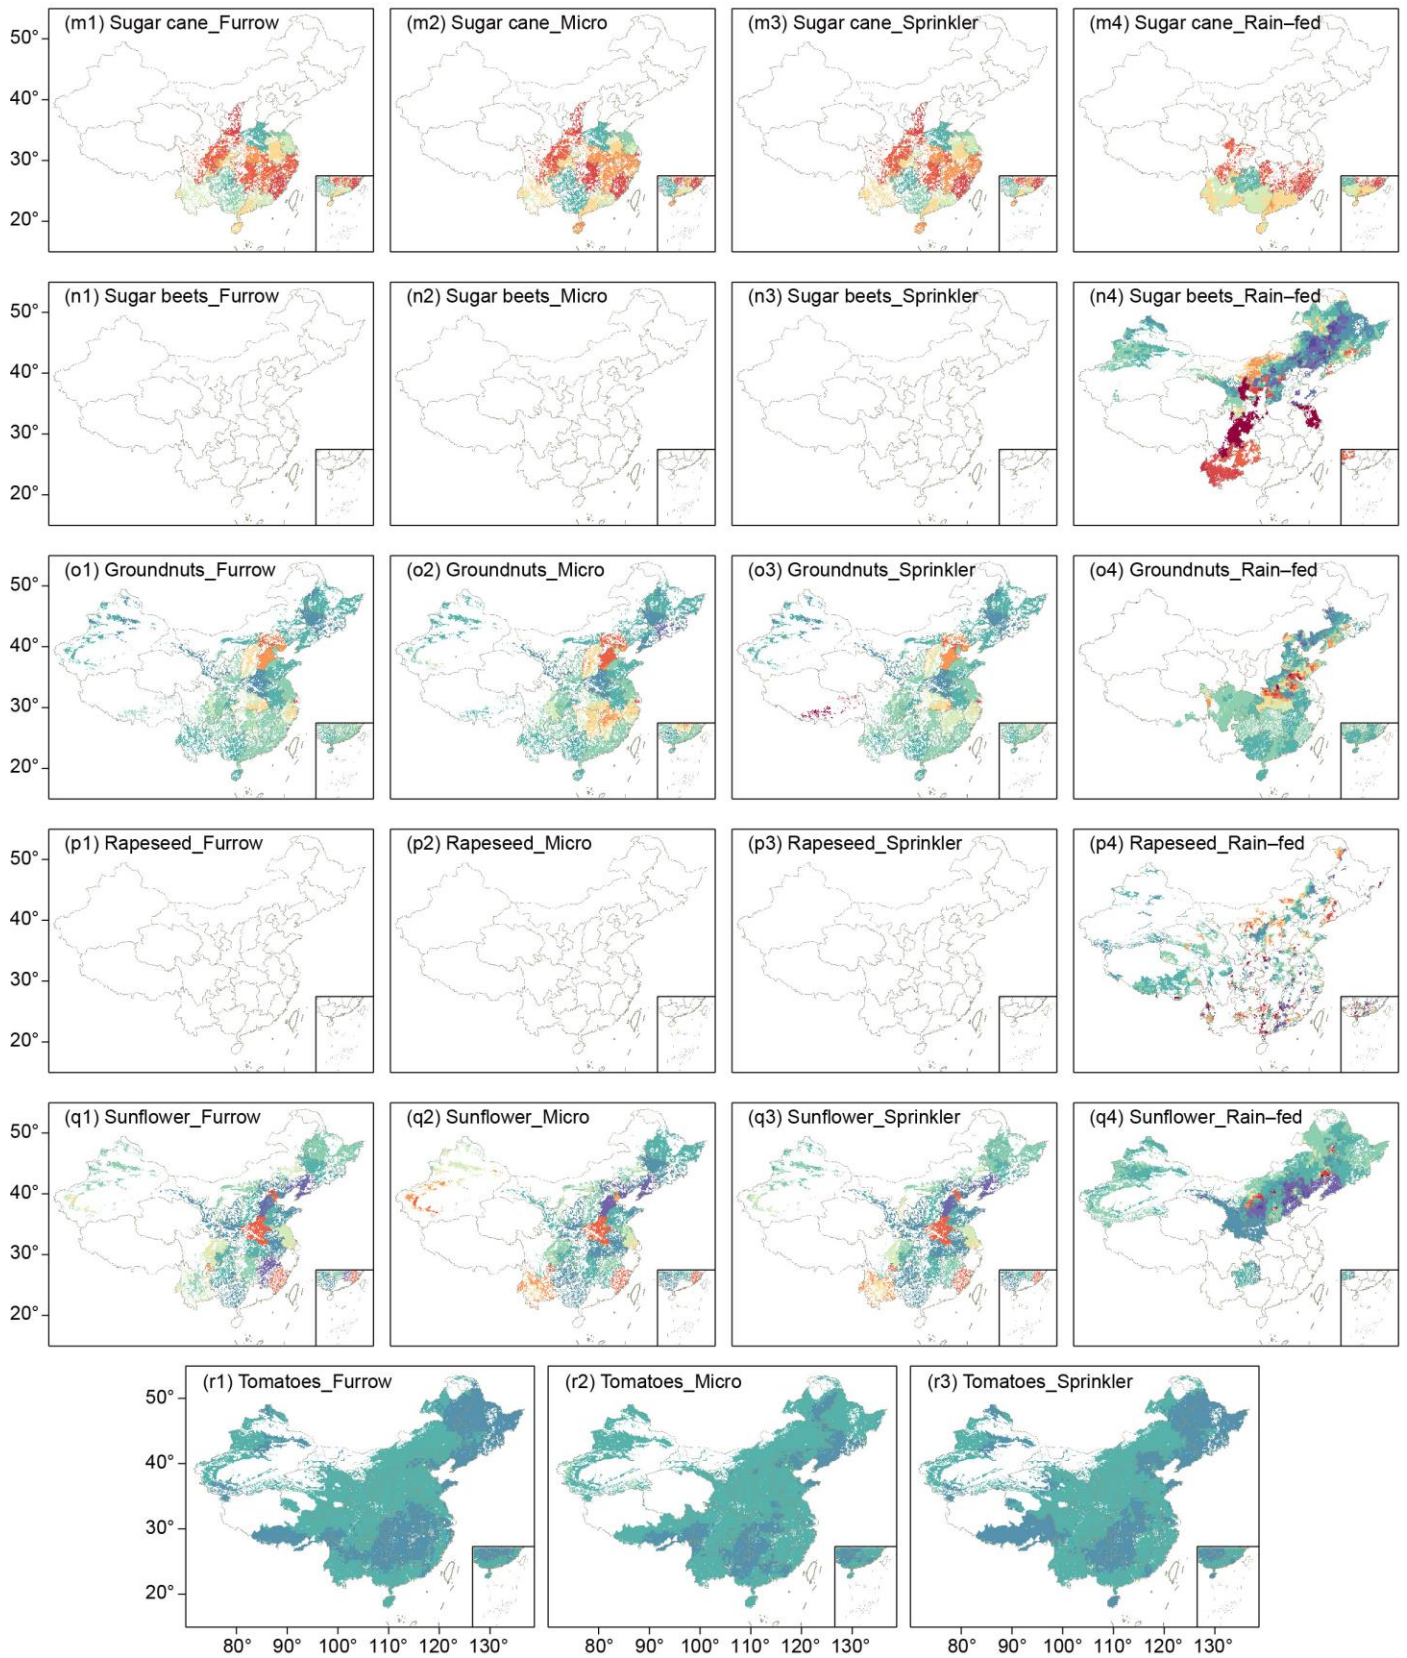 (m1) Sugar cane_Furrow
(m2) Sugar cane_Micro
(m3) Sugar cane_Sprinkler
(m4) Sugar cane_Rain–fed
50°
40°
30°
20°
(n1) Sugar beets_Furrow
(n2) Sugar beets_Micro
(n3) Sugar beets_Sprinkler
(n4) Sugar beets_Rain–fed
50°
40°
30°
20°
(o1) Groundnuts_Furrow
(o2) Groundnuts_Micro
(o3) Groundnuts_Sprinkler
(o4) Groundnuts_Rain–fed
50°
40°
30°
20°
(p1) Rapeseed_Furrow
(p2) Rapeseed_Micro
(p3) Rapeseed_Sprinkler
(p4) Rapeseed_Rain–fed
50°
40°
30°
20°
(q1) Sunflower_Furrow
(q2) Sunflower_Micro
(q3) Sunflower_Sprinkler
(q4) Sunflower_Rain–fed
50°
40°
30°
20°
(r1) Tomatoes_Furrow
(r2) Tomatoes_Micro
(r3) Tomatoes_Sprinkler
50°
40°
30°
20°
80° 90° 100° 110° 120° 130°
80° 90° 100° 110° 120° 130°
80° 90° 100° 110° 120° 130°